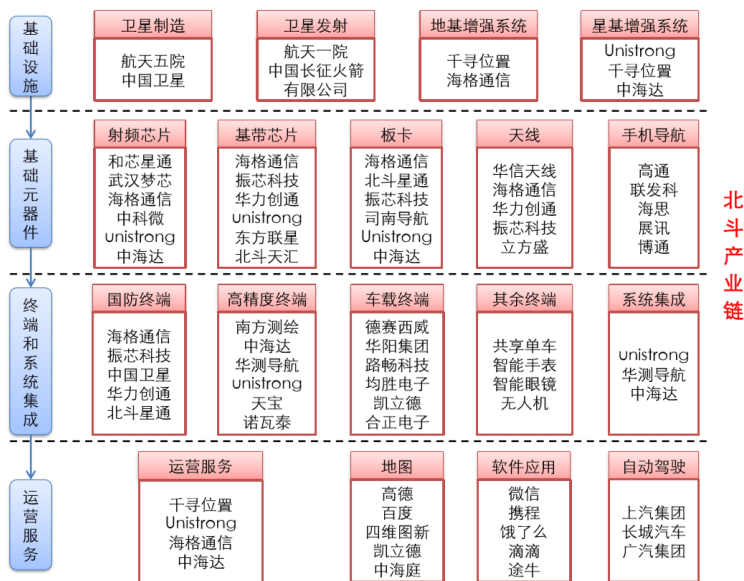 基础设施
卫星制造
航天五院
中国卫星
卫星发射
航天一院
中国长征火箭
有限公司
地基增强系统
千寻位置
海格通信
星基增强系统
Unistrong
千寻位置
中海达
基础元器件
射频芯片
和芯星通
武汉梦芯
海格通信
中科微
unistrong
中海达
基带芯片
海格通信
振芯科技
华力创通
unistrong
东方联星
北斗天汇
板卡
海格通信
北斗星通
振芯科技
司南导航
Unistrong
中海达
天线
华信天线
海格通信
华力创通
振芯科技
立方盛
手机导航
高通
联发科
海思
展讯
博通
终端和系统集成
国防终端
海格通信
振芯科技
中国卫星
华力创通
北斗星通
高精度终端
南方测绘
中海达
华测导航
unistrong
天宝
诺瓦泰
车载终端
德赛西威
华阳集团
路畅科技
均胜电子
凯立德
合正电子
其余终端
共享单车
智能手表
智能眼镜
无人机
系统集成
unistrong
华测导航
中海达
运营服务
运营服务
千寻位置
Unistrong
海格通信
中海达
地图
高德
百度
四维图新
凯立德
中海庭
软件应用
微信
携程
饿了么
滴滴
途牛
自动驾驶
上汽集团
长城汽车
广汽集团
北斗产业链